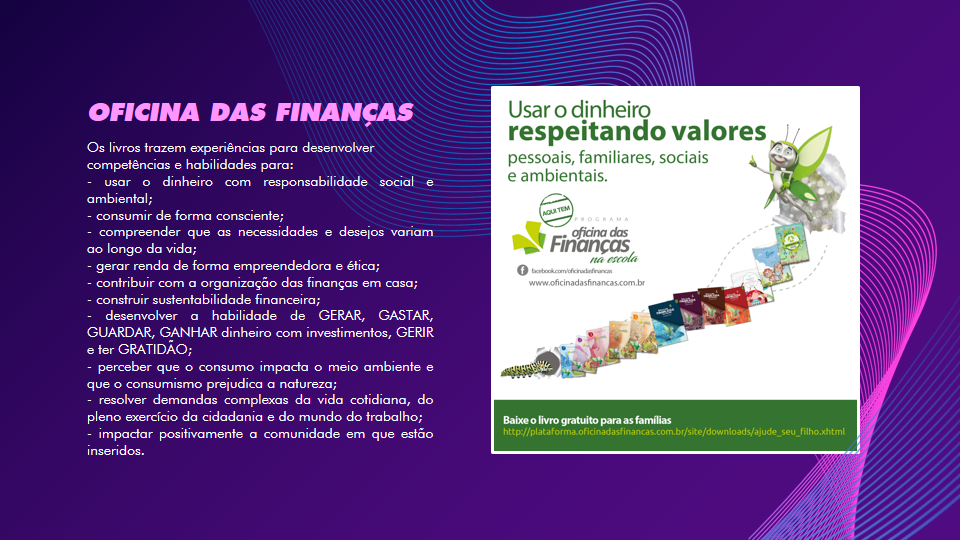 OFICINA DAS FINANÇAS
Os livros trazem experiências para desenvolver
competências e habilidades para:
- usar o dinheiro com responsabilidade social e
ambiental;
- consumir de forma consciente;
- compreender que as necessidades e desejos variam
ao longo da vida;
- gerar renda de forma empreendedora e ética;
- contribuir com a organização das finanças em casa;
- construir sustentabilidade financeira;
- desenvolver a habilidade de GERAR, GASTAR,
GUARDAR, GANHAR dinheiro com investimentos, GERIR
e ter GRATIDÃO;
- perceber que o consumo impacta o meio ambiente e
que o consumismo prejudica a natureza;
- resolver demandas complexas da vida cotidiana, do
pleno exercício da cidadania e do mundo do trabalho;
- impactar positivamente a comunidade em que estão
inseridos.
Usar o dinheiro
respeitando valores
pessoais, familiares, sociais
e ambientais.
AQUI TEM
PROGRAMA
oficina das
Finanças
na escola
facebook.com/oficinadasfinancas
www.oficinadasfinancas.com.br
Baixe o livro gratuito para as famílias
http://plataforma.oficinadasfinancas.com.br/site/downloads/ajude_seu_filho.xhtml